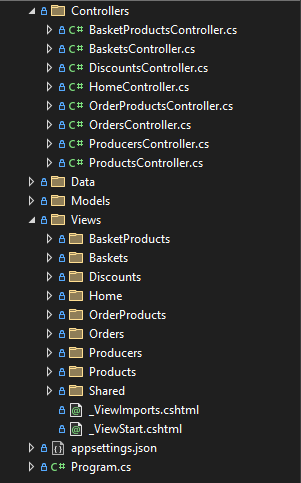 Controllers
C# BasketProductsController.cs
C# BasketsController.cs
C# DiscountsController.cs
C# HomeController.cs
C# OrderProductsController.cs
C# OrdersController.cs
C# ProducersController.cs
C# ProductsController.cs
Data
Models
Views
BasketProducts
Baskets
Discounts
Home
OrderProducts
Orders
Producers
Products
Shared
_ViewImports.cshtml
_ViewStart.cshtml
appsettings.json
C# Program.cs